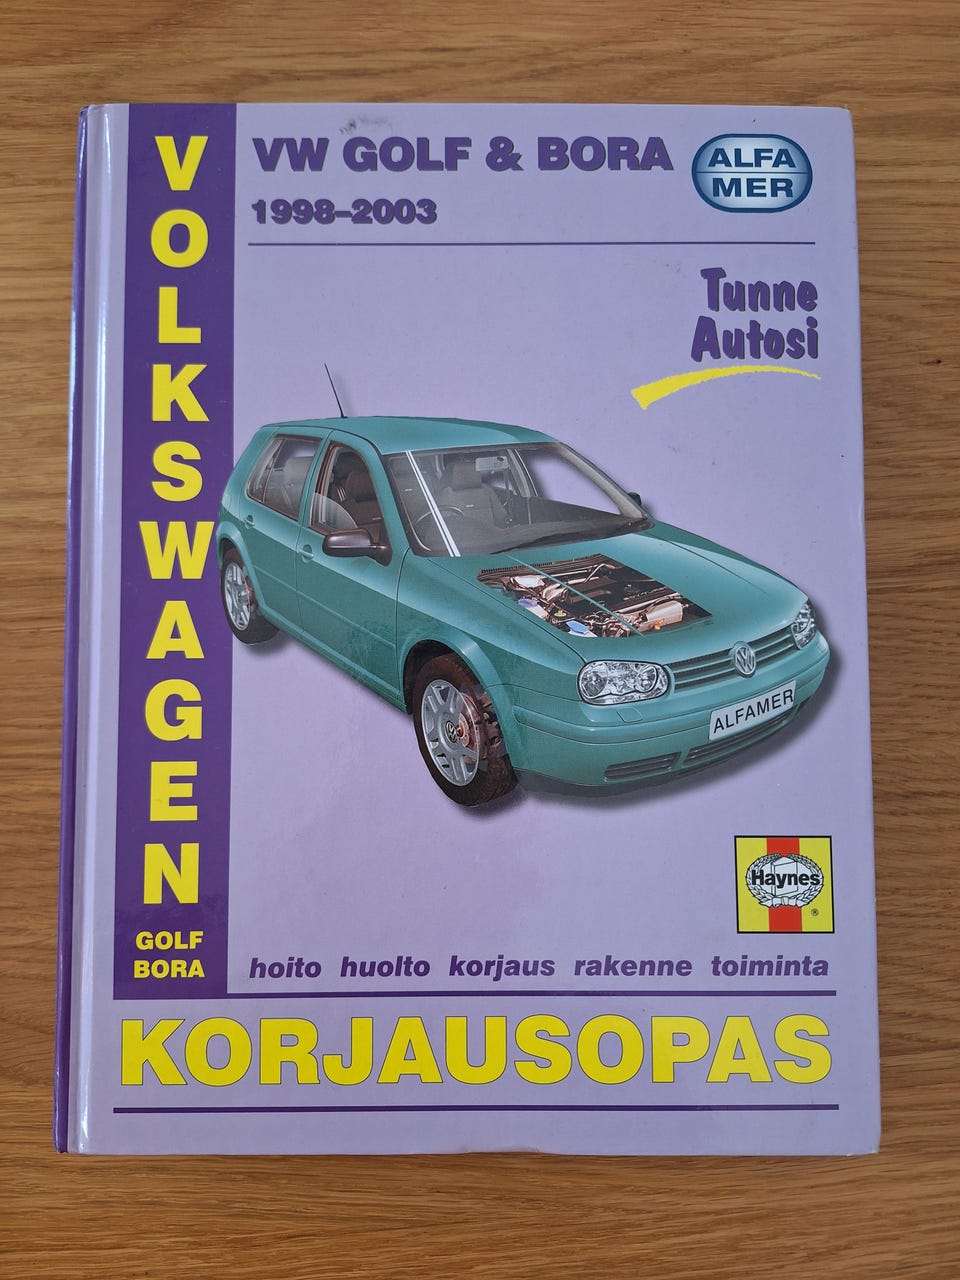 VOLKSWAGEN
GOLF
BORA
VW GOLF & BORA
1998–2003
ALFA
MER
Tunne
Autosi
ALFAMER
Haynes
®
hoito huolto korjaus rakenne toiminta
KORJAUSOPAS